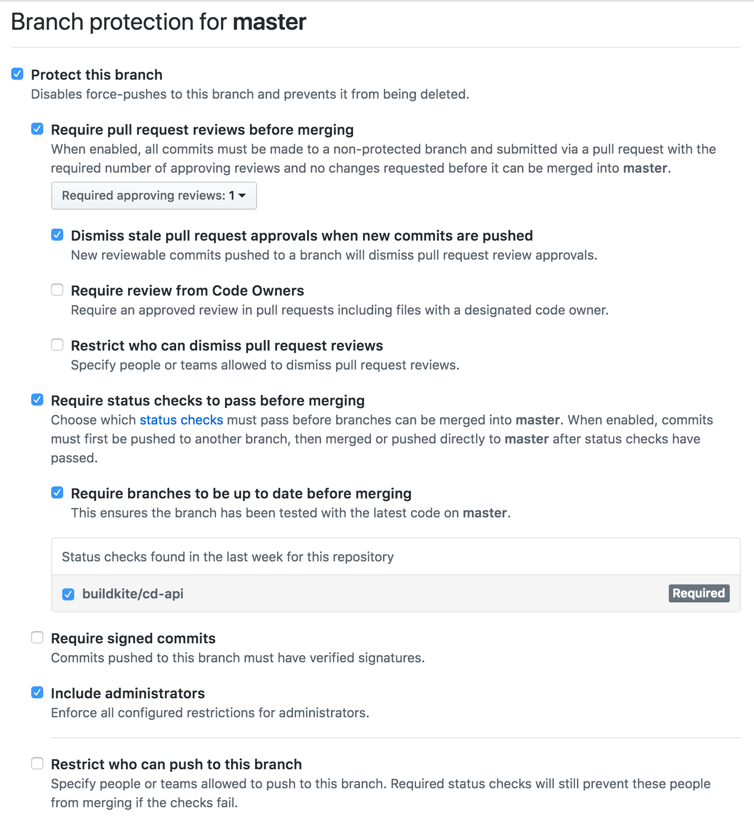 Branch protection for master
Protect this branch
Disables force-pushes to this branch and prevents it from being deleted.
Require pull request reviews before merging
When enabled, all commits must be made to a non-protected branch and submitted via a pull request with the
required number of approving reviews and no changes requested before it can be merged into master.
Required approving reviews: 1
Dismiss stale pull request approvals when new commits are pushed
New reviewable commits pushed to a branch will dismiss pull request review approvals.
Require review from Code Owners
Require an approved review in pull requests including files with a designated code owner.
Restrict who can dismiss pull request reviews
Specify people or teams allowed to dismiss pull request reviews.
Require status checks to pass before merging
Choose which status checks must pass before branches can be merged into master. When enabled, commits
must first be pushed to another branch, then merged or pushed directly to master after status checks have
passed.
Require branches to be up to date before merging
This ensures the branch has been tested with the latest code on master.
Status checks found in the last week for this repository
buildkite/cd-api Required
Require signed commits
Commits pushed to this branch must have verified signatures.
Include administrators
Enforce all configured restrictions for administrators.
Restrict who can push to this branch
Specify people or teams allowed to push to this branch. Required status checks will still prevent these people
from merging if the checks fail.